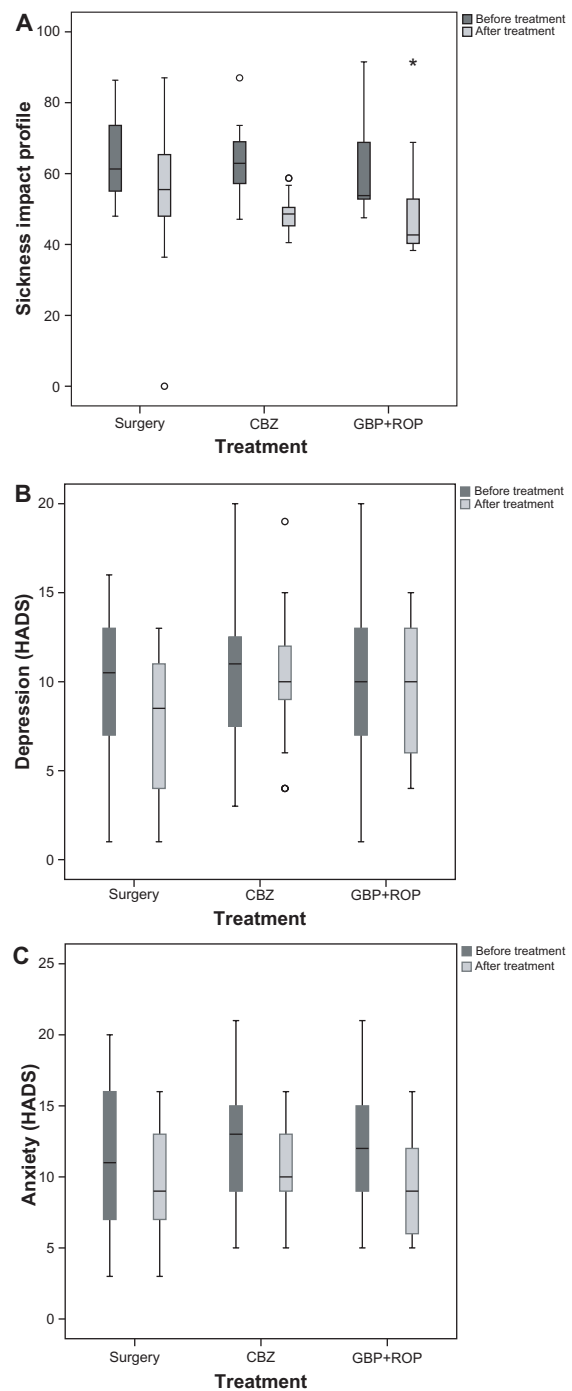 A
Before treatment
After treatment
100
80
60
40
20
0
Sickness impact profile
*
Surgery CBZ GBP+ROP
Treatment
B
Before treatment
After treatment
20
15
10
5
0
Depression (HADS)
Surgery CBZ GBP+ROP
Treatment
C
Before treatment
After treatment
25
20
15
10
5
0
Anxiety (HADS)
Surgery CBZ GBP+ROP
Treatment